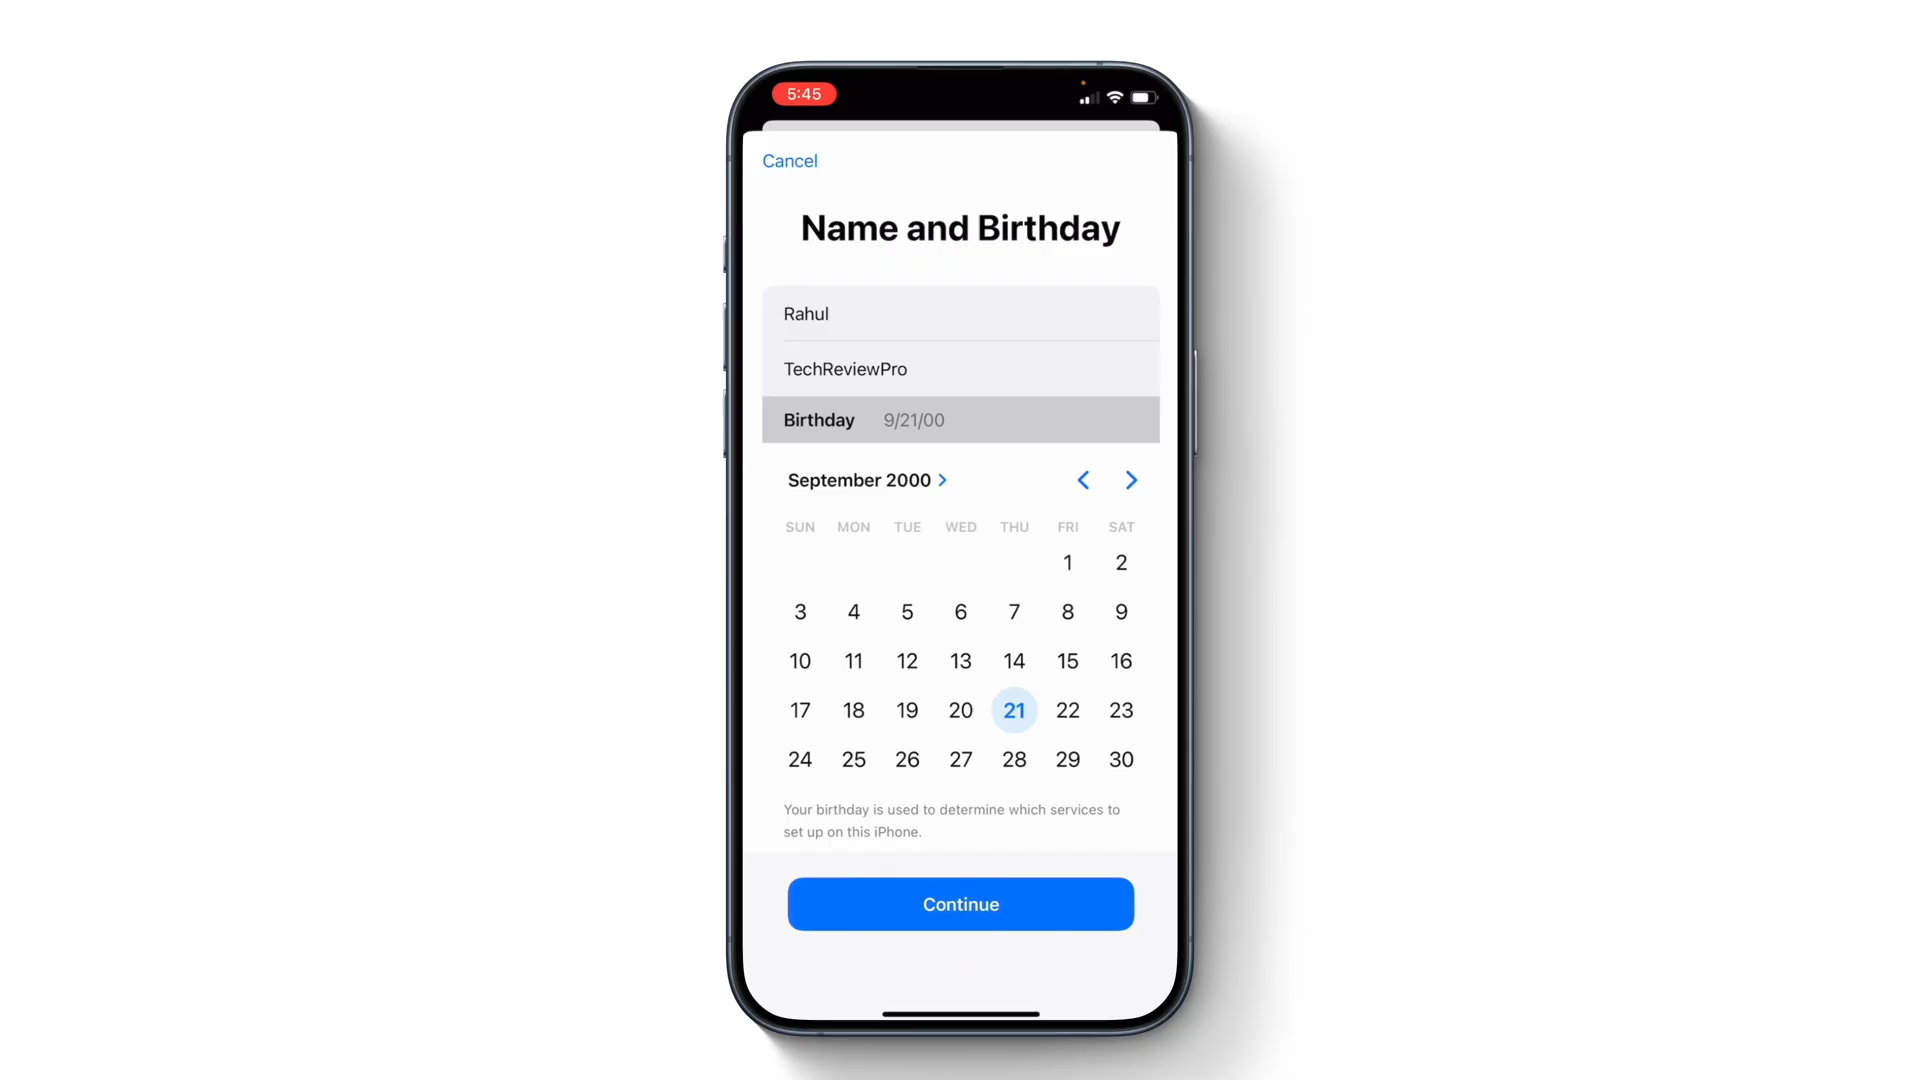 5:45
Cancel
Name and Birthday
Rahul
TechReviewPro
Birthday 9/21/00
September 2000
SUN MON TUE WED THU FRI SAT
1 2
3 4 5 6 7 8 9
10 11 12 13 14 15 16
17 18 19 20 21 22 23
24 25 26 27 28 29 30
Your birthday is used to determine which services to
set up on this iPhone.
Continue